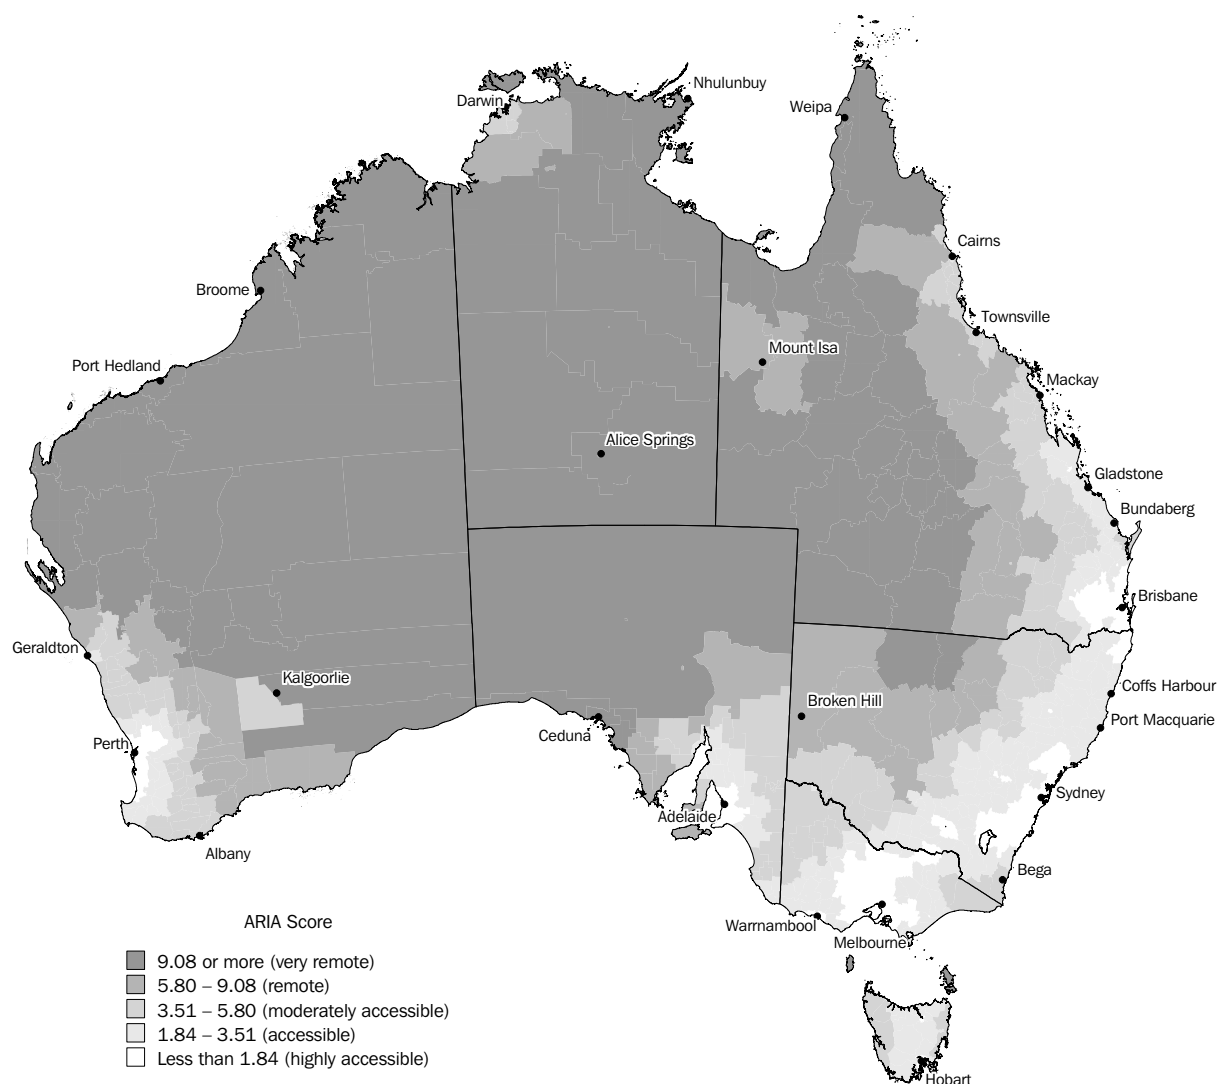 Nhulunbuy
Darwin
Weipa
Cairns
Broome
Townsville
Mount Isa
Port Hedland
Mackay
Alice Springs
Gladstone
Bundaberg
Brisbane
Geraldton
Kalgoorlie
Coffs Harbour
Broken Hill
Port Macquarie
Ceduna
Perth
Sydney
Adelaide
Albany
Bega
Warrnambool
Melbourne
Hobart
ARIA Score
9.08 or more (very remote)
5.80 – 9.08 (remote)
3.51 – 5.80 (moderately accessible)
1.84 – 3.51 (accessible)
Less than 1.84 (highly accessible)